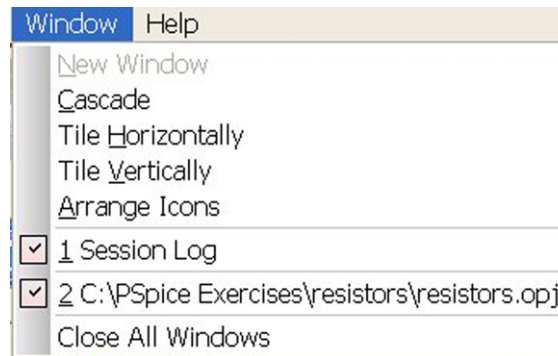 Window Help
New Window
Cascade
Tile Horizontally
Tile Vertically
Arrange Icons
1 Session Log
2 C:\PSpice Exercises\resistors\resistors.opj
Close All Windows